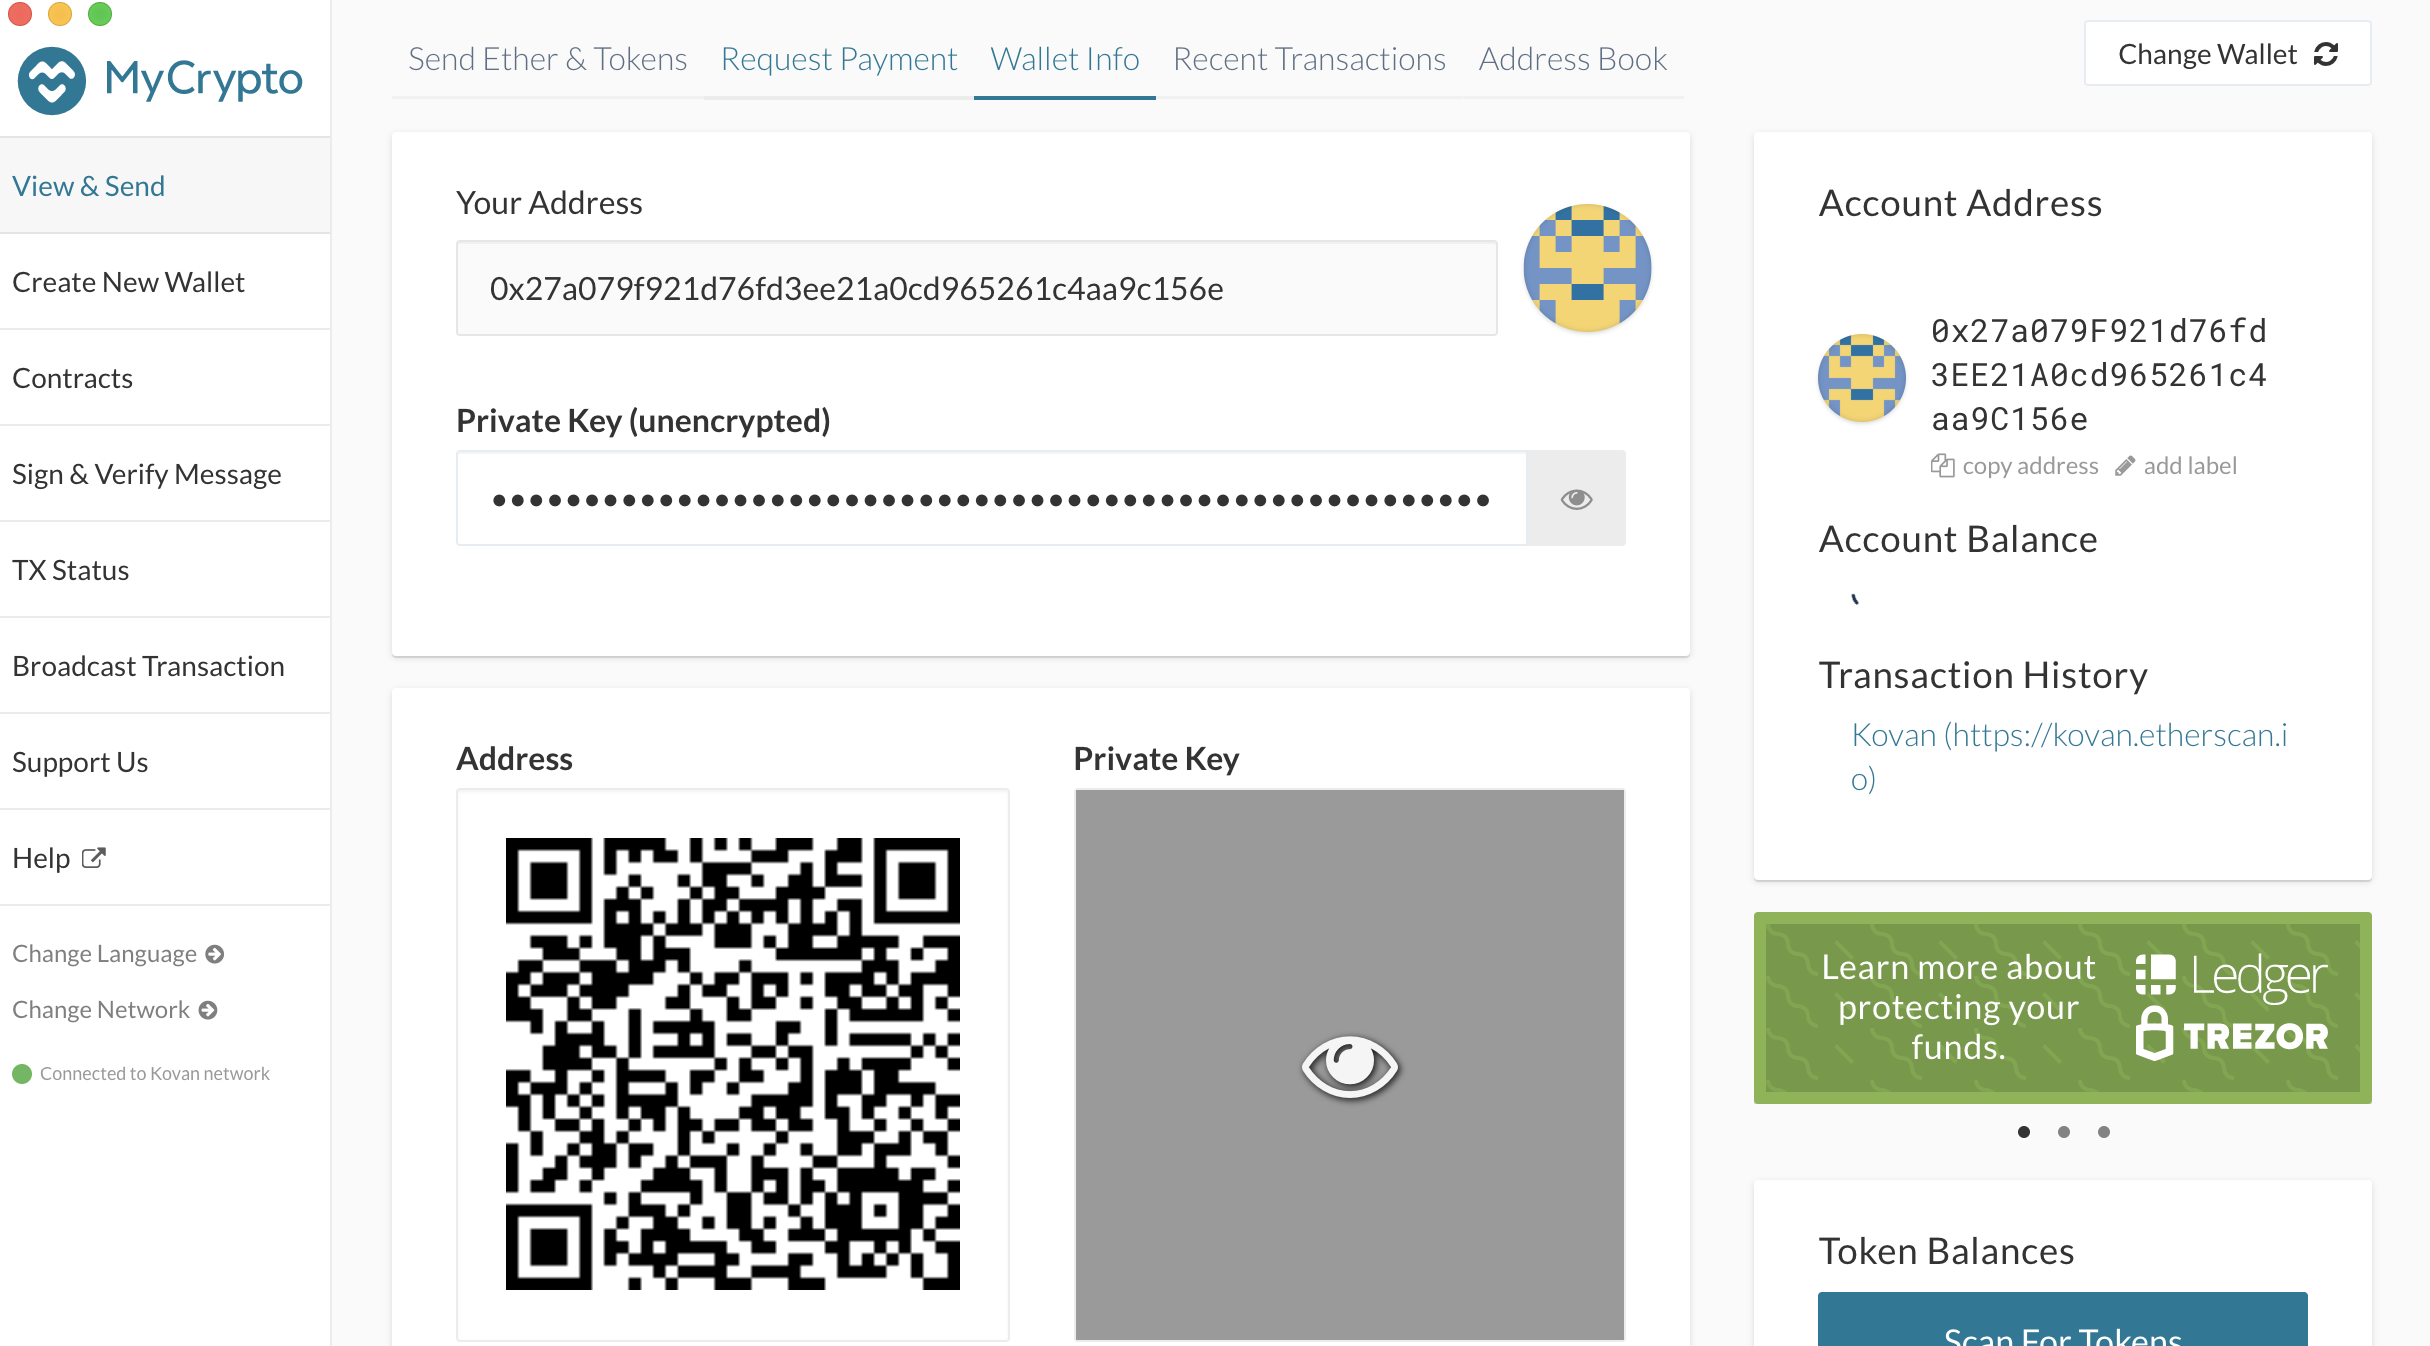 MyCrypto
View & Send
Create New Wallet
Contracts
Sign & Verify Message
TX Status
Broadcast Transaction
Support Us
Help
Change Language
Change Network
Connected to Kovan network
Send Ether & Tokens
Request Payment
Wallet Info
Recent Transactions
Address Book
Change Wallet
Your Address
0x27a079f921d76fd3ee21a0cd965261c4aa9c156e
Private Key (unencrypted)
Address
Private Key
Account Address
0x27a079F921d76fd
3EE21A0cd965261c4
aa9C156e
copy address
add label
Account Balance
Transaction History
Kovan (https://kovan.etherscan.i
o)
Learn more about
protecting your
funds.
Ledger
TREZOR
Token Balances
Scan For Tokens